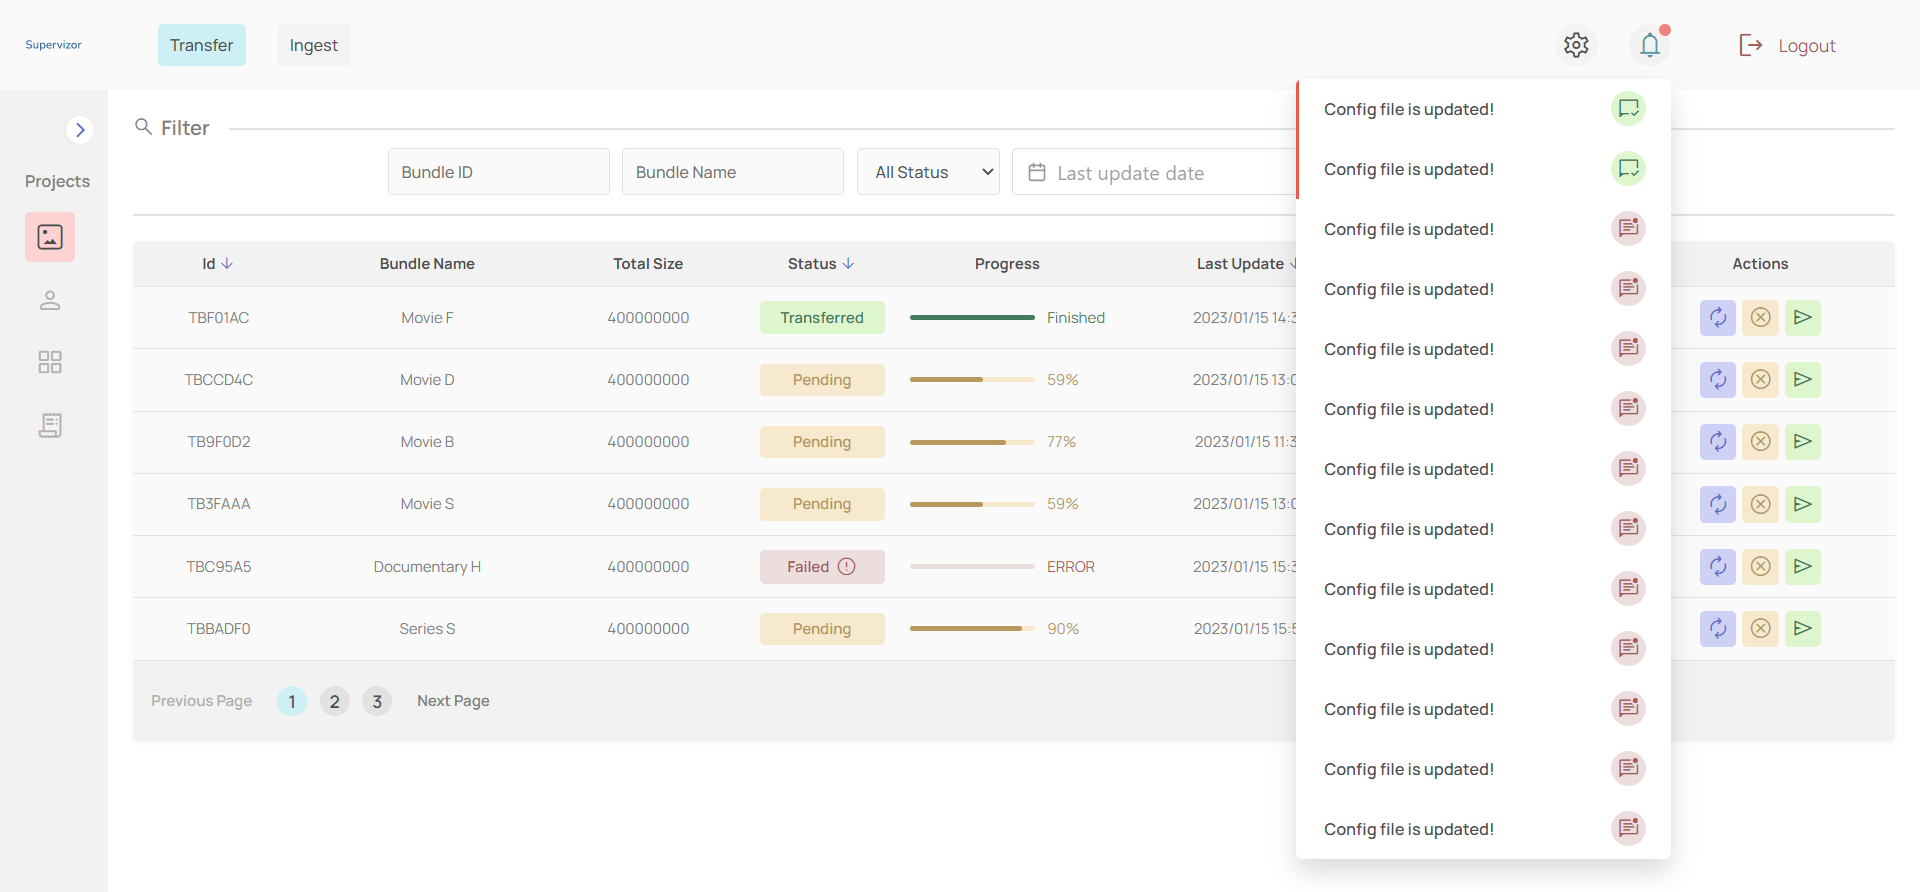 Supervizor
Transfer
Ingest
Logout
Filter
Projects
Bundle ID
Bundle Name
All Status
Last update date
Id
Bundle Name
Total Size
Status
Progress
Last Update
Actions
TBF01AC
Movie F
400000000
Transferred
Finished
2023/01/15 14:3
TBCCD4C
Movie D
400000000
Pending
59%
2023/01/15 13:0
TB9F0D2
Movie B
400000000
Pending
77%
2023/01/15 11:3
TB3FAAA
Movie S
400000000
Pending
59%
2023/01/15 13:0
TBC95A5
Documentary H
400000000
Failed
ERROR
2023/01/15 15:3
TBBADF0
Series S
400000000
Pending
90%
2023/01/15 15:5
Previous Page
1
2
3
Next Page
Config file is updated!
Config file is updated!
Config file is updated!
Config file is updated!
Config file is updated!
Config file is updated!
Config file is updated!
Config file is updated!
Config file is updated!
Config file is updated!
Config file is updated!
Config file is updated!
Config file is updated!